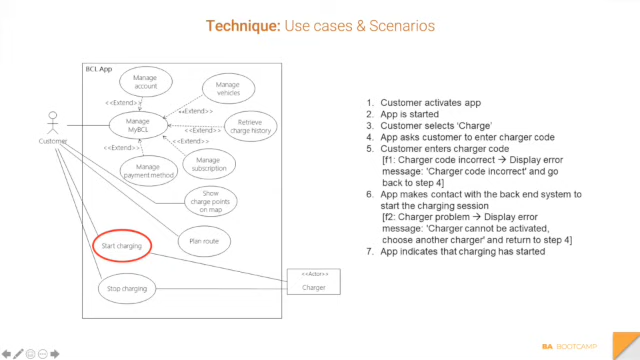 Technique: Use cases & Scenarios
BCL App
Manage
account
Manage
vehicles
<<Extend>>
<<Extend>>
Manage
MyBCL
Retrieve
charge history
<<Extend>>
<<Extend>>
<<Extend>>
Manage
payment method
Manage
subscription
Customer
Show
charge points
on map
Plan route
Start charging
Stop charging
<<Actor>>
Charger
1. Customer activates app
2. App is started
3. Customer selects ‘Charge’
4. App asks customer to enter charger code
5. Customer enters charger code
[f1: Charger code incorrect → Display error
message: ‘Charger code incorrect’ and go
back to step 4]
6. App makes contact with the back end system to
start the charging session
[f2: Charger problem → Display error
message: ‘Charger cannot be activated,
choose another charger’ and return to step 4]
7. App indicates that charging has started
BA-BOOTCAMP